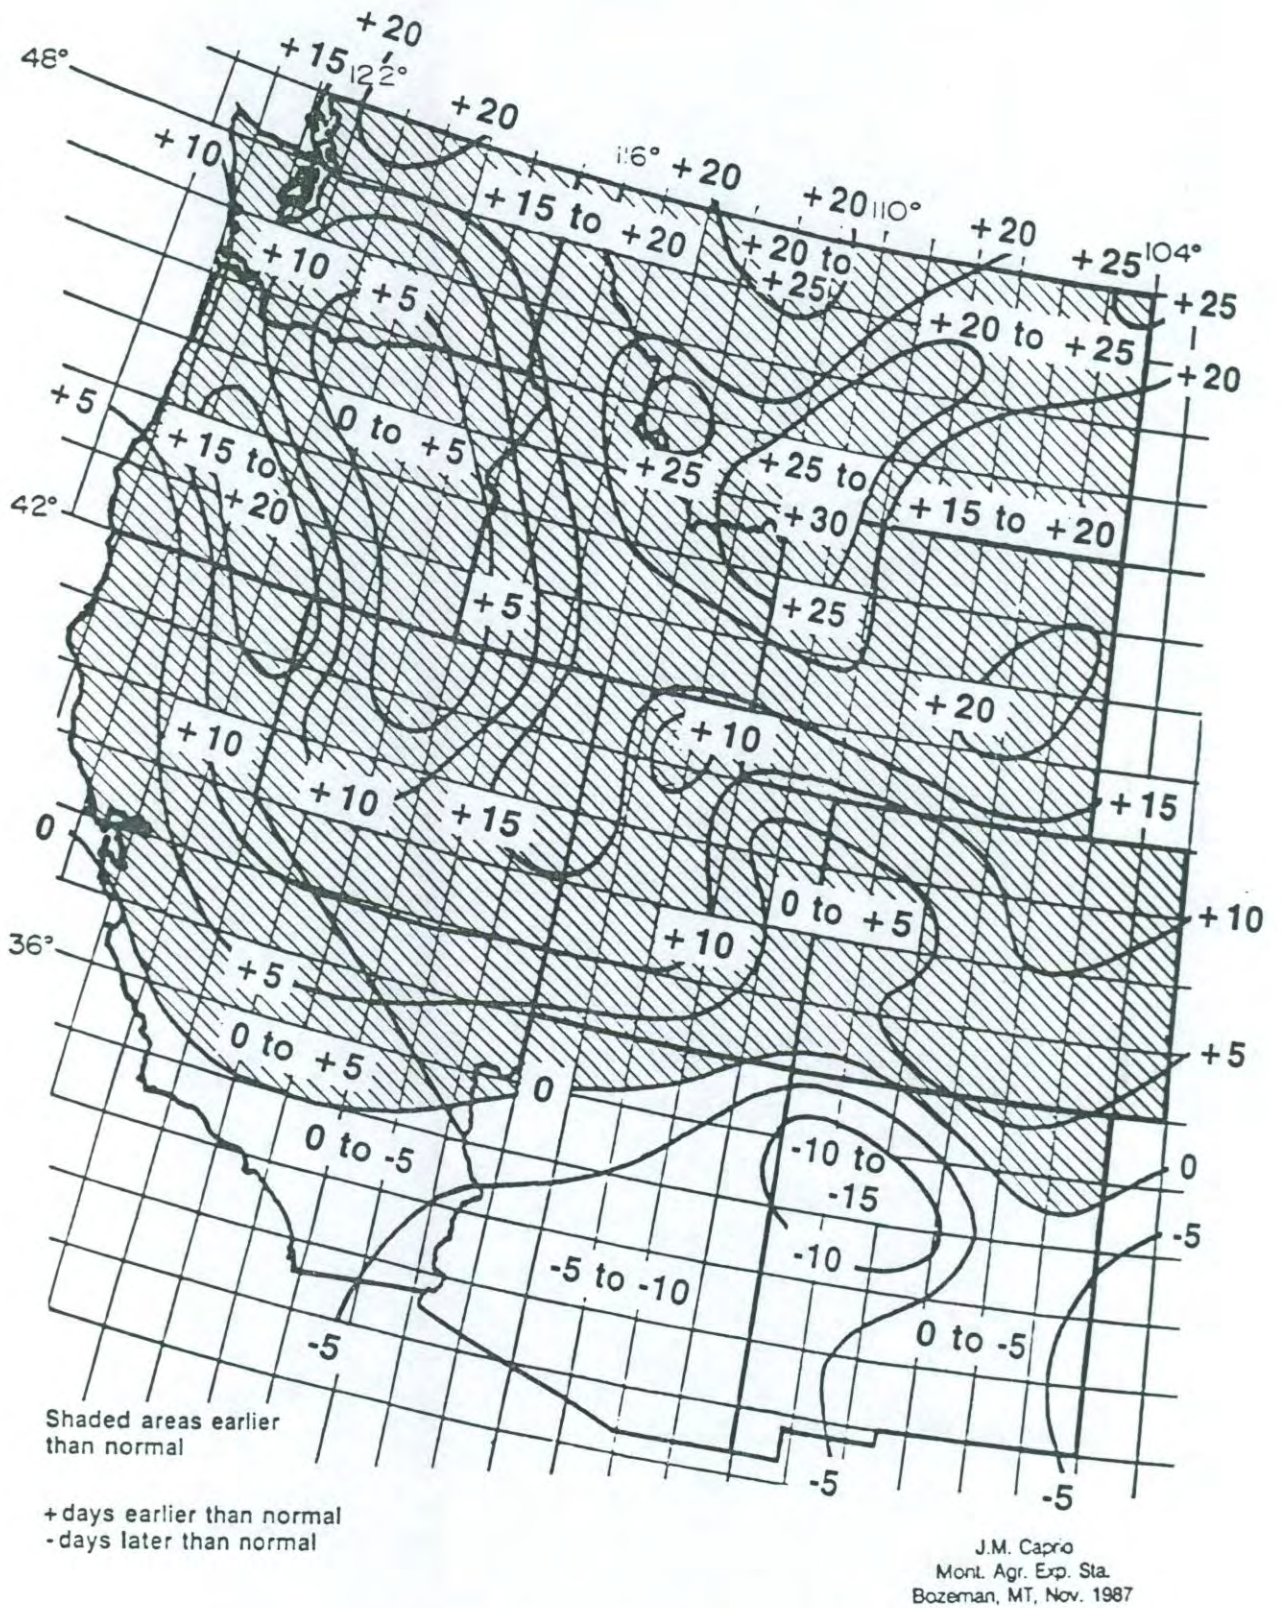 +20
+15
122°
48°
+20
+10
116°
+20
+20
110°
+20
+25
104°
+15 to
+20
+20 to
+25
+25
+10
+5
+20 to +25
+20
+5
0 to +5
+15 to
+20
+25
+25 to
+30
+15 to +20
42°
+5
+25
+20
+10
+10
+10
+15
+15
0
0 to +5
+10
36°
+10
+5
0 to +5
+5
0
0 to -5
-10 to
-15
0
-5
-10
-5 to -10
0 to -5
-5
Shaded areas earlier
than normal
-5
-5
+days earlier than normal
-days later than normal
J.M. Caprio
Mont. Agr. Exp. Sta.
Bozeman, MT, Nov. 1987